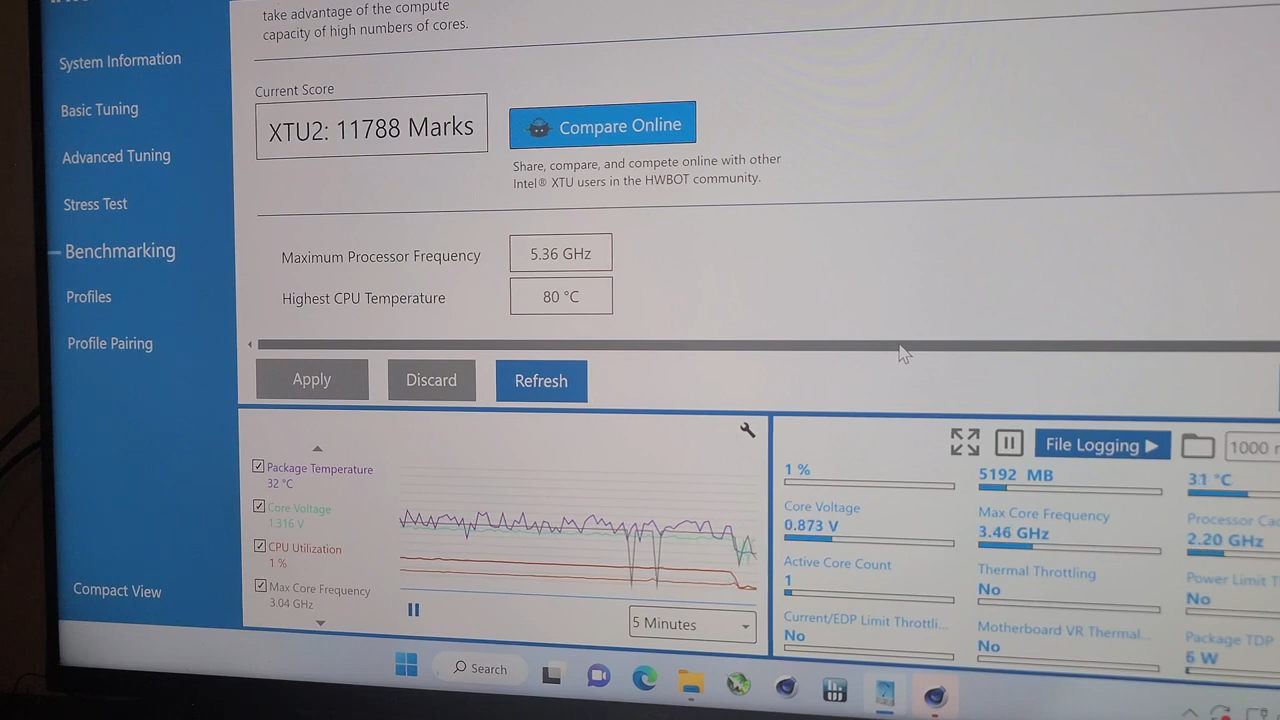 take advantage of the compute
capacity of high numbers of cores.
System Information
Basic Tuning
Advanced Tuning
Stress Test
Benchmarking
Profiles
Profile Pairing
Compact View
Current Score
XTU2: 11788 Marks
Compare Online
Share, compare, and compete online with other
Intel® XTU users in the HWBOT community.
Maximum Processor Frequency
5.36 GHz
Highest CPU Temperature
80 °C
Apply
Discard
Refresh
Package Temperature
32 °C
Core Voltage
1.316 V
CPU Utilization
1 %
Max Core Frequency
3.04 GHz
5 Minutes
File Logging
1000
1 %
5192 MB
31 °C
Core Voltage
0.873 V
Max Core Frequency
3.46 GHz
Processor Ca
2.20 GHz
Active Core Count
1
Thermal Throttling
No
Power Limit T
No
Current/EDP Limit Throttli...
No
Motherboard VR Thermal...
No
Package TDP
6 W
Search